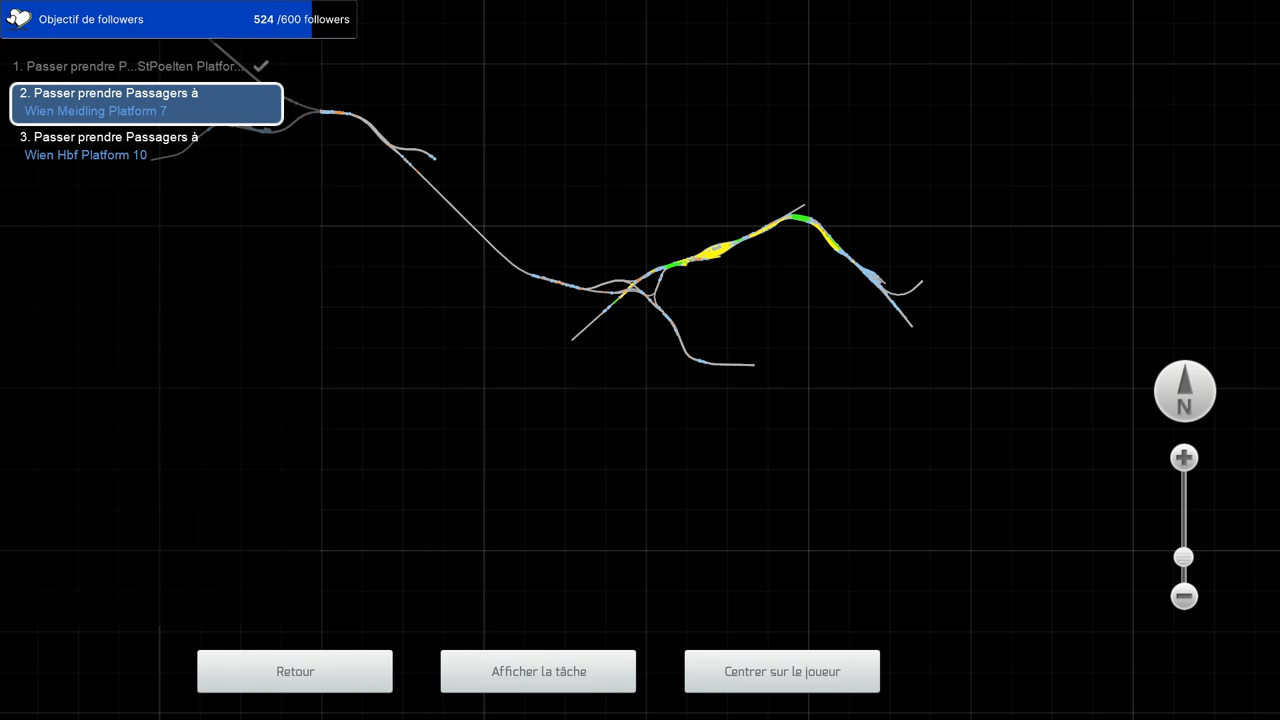 Objectif de followers 524 /600 followers
1. Passer prendre P...StPoelten Platfor...
2. Passer prendre Passagers à
Wien Meidling Platform 7
3. Passer prendre Passagers à
Wien Hbf Platform 10
N
Retour
Afficher la tâche
Centrer sur le joueur